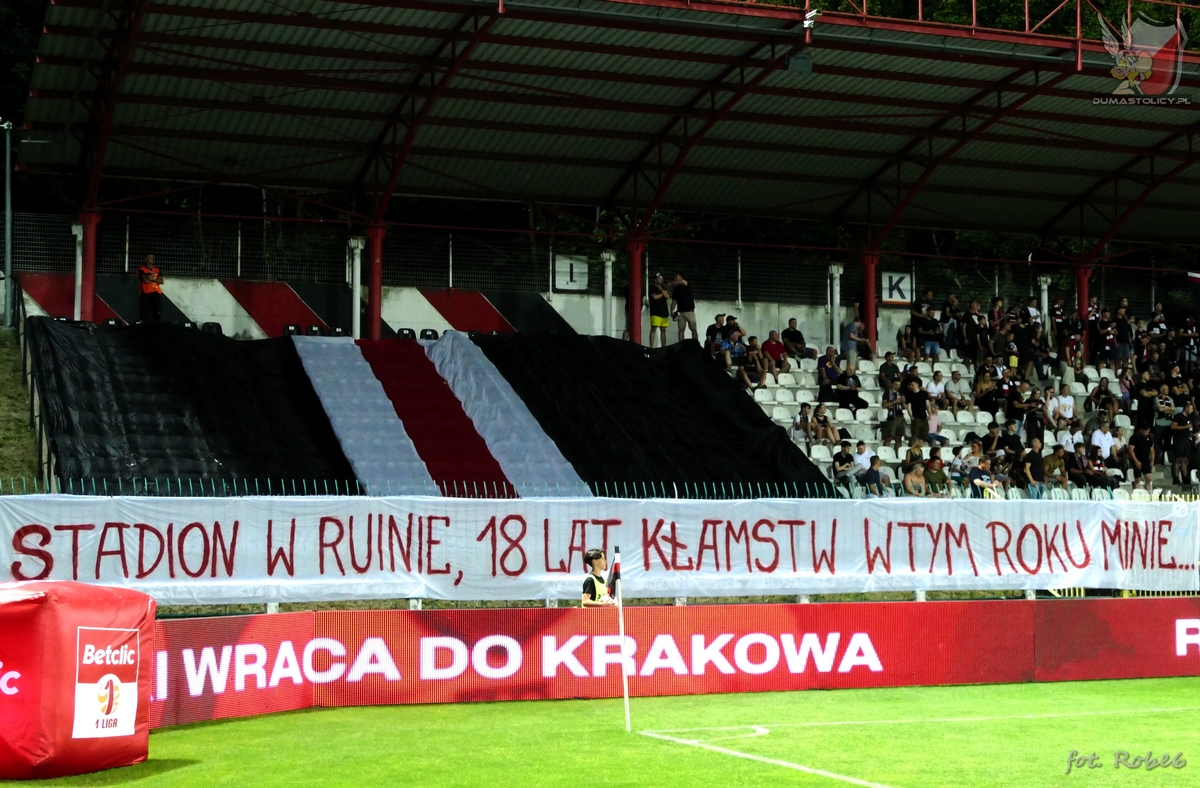 DUMASTOLICY.PL
L
K
STADION W RUINIE, 18 LAT KŁAMSTW WTYM ROKU MINIE...
I WRACA DO KRAKOWA
R
Betclic
1 LIGA
c
fot. Robe6